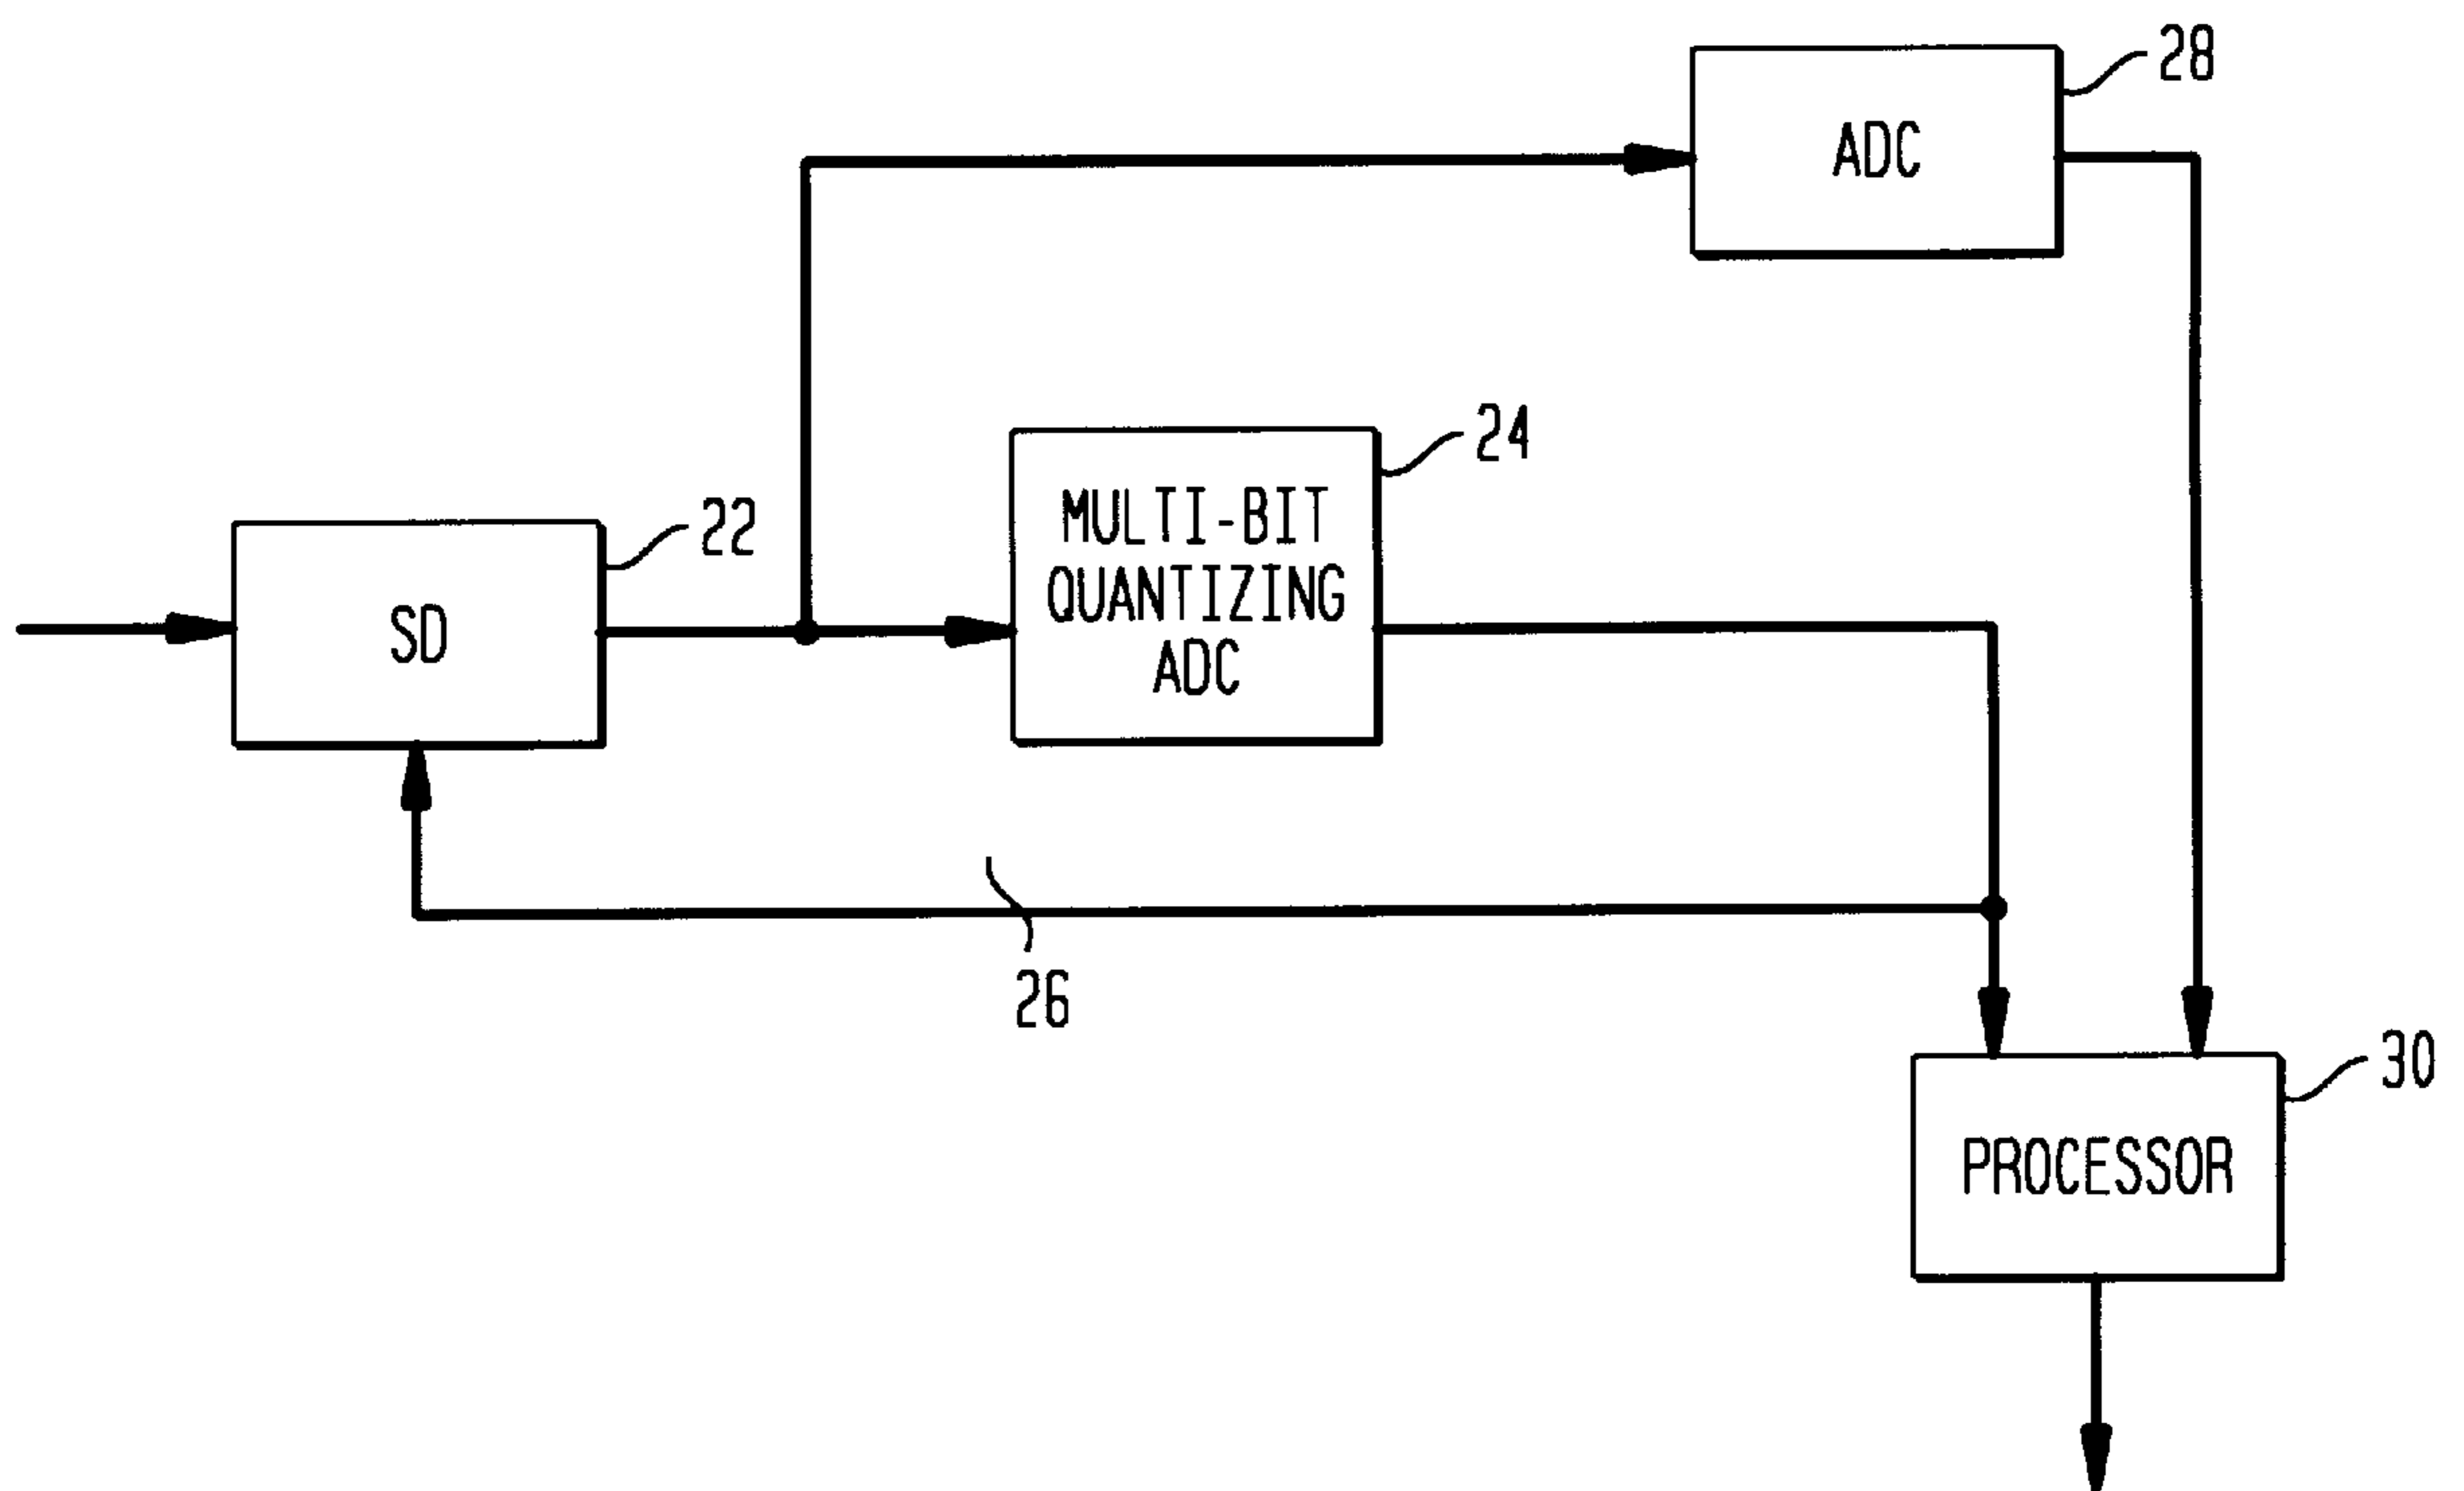 28
ADC
24
MULTI-BIT
QUANTIZING
ADC
22
SD
26
30
PROCESSOR